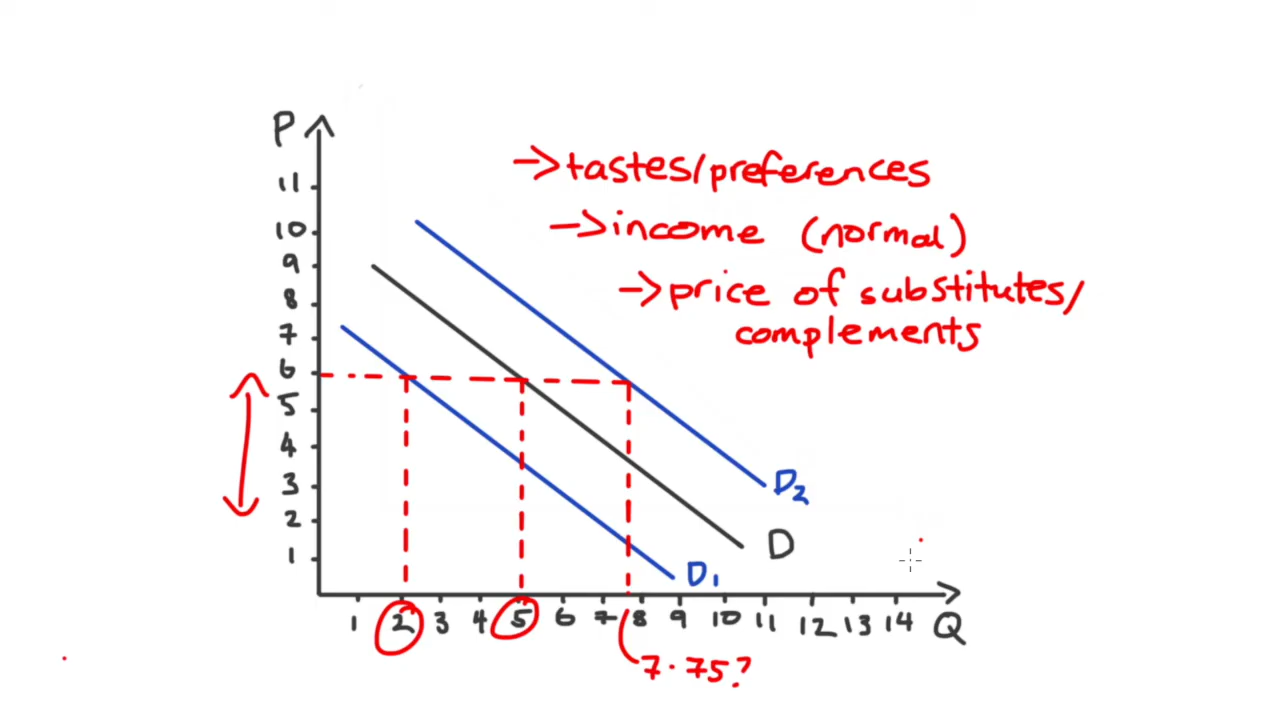 P
→tastes/preferences
→income (normal)
→price of substitutes/
complements
11
10
9
8
7
6
5
4
3
2
1
D₂
D
D₁
1 2 3 4 5 6 7 8 9 10 11 12 13 14 Q
7.75?